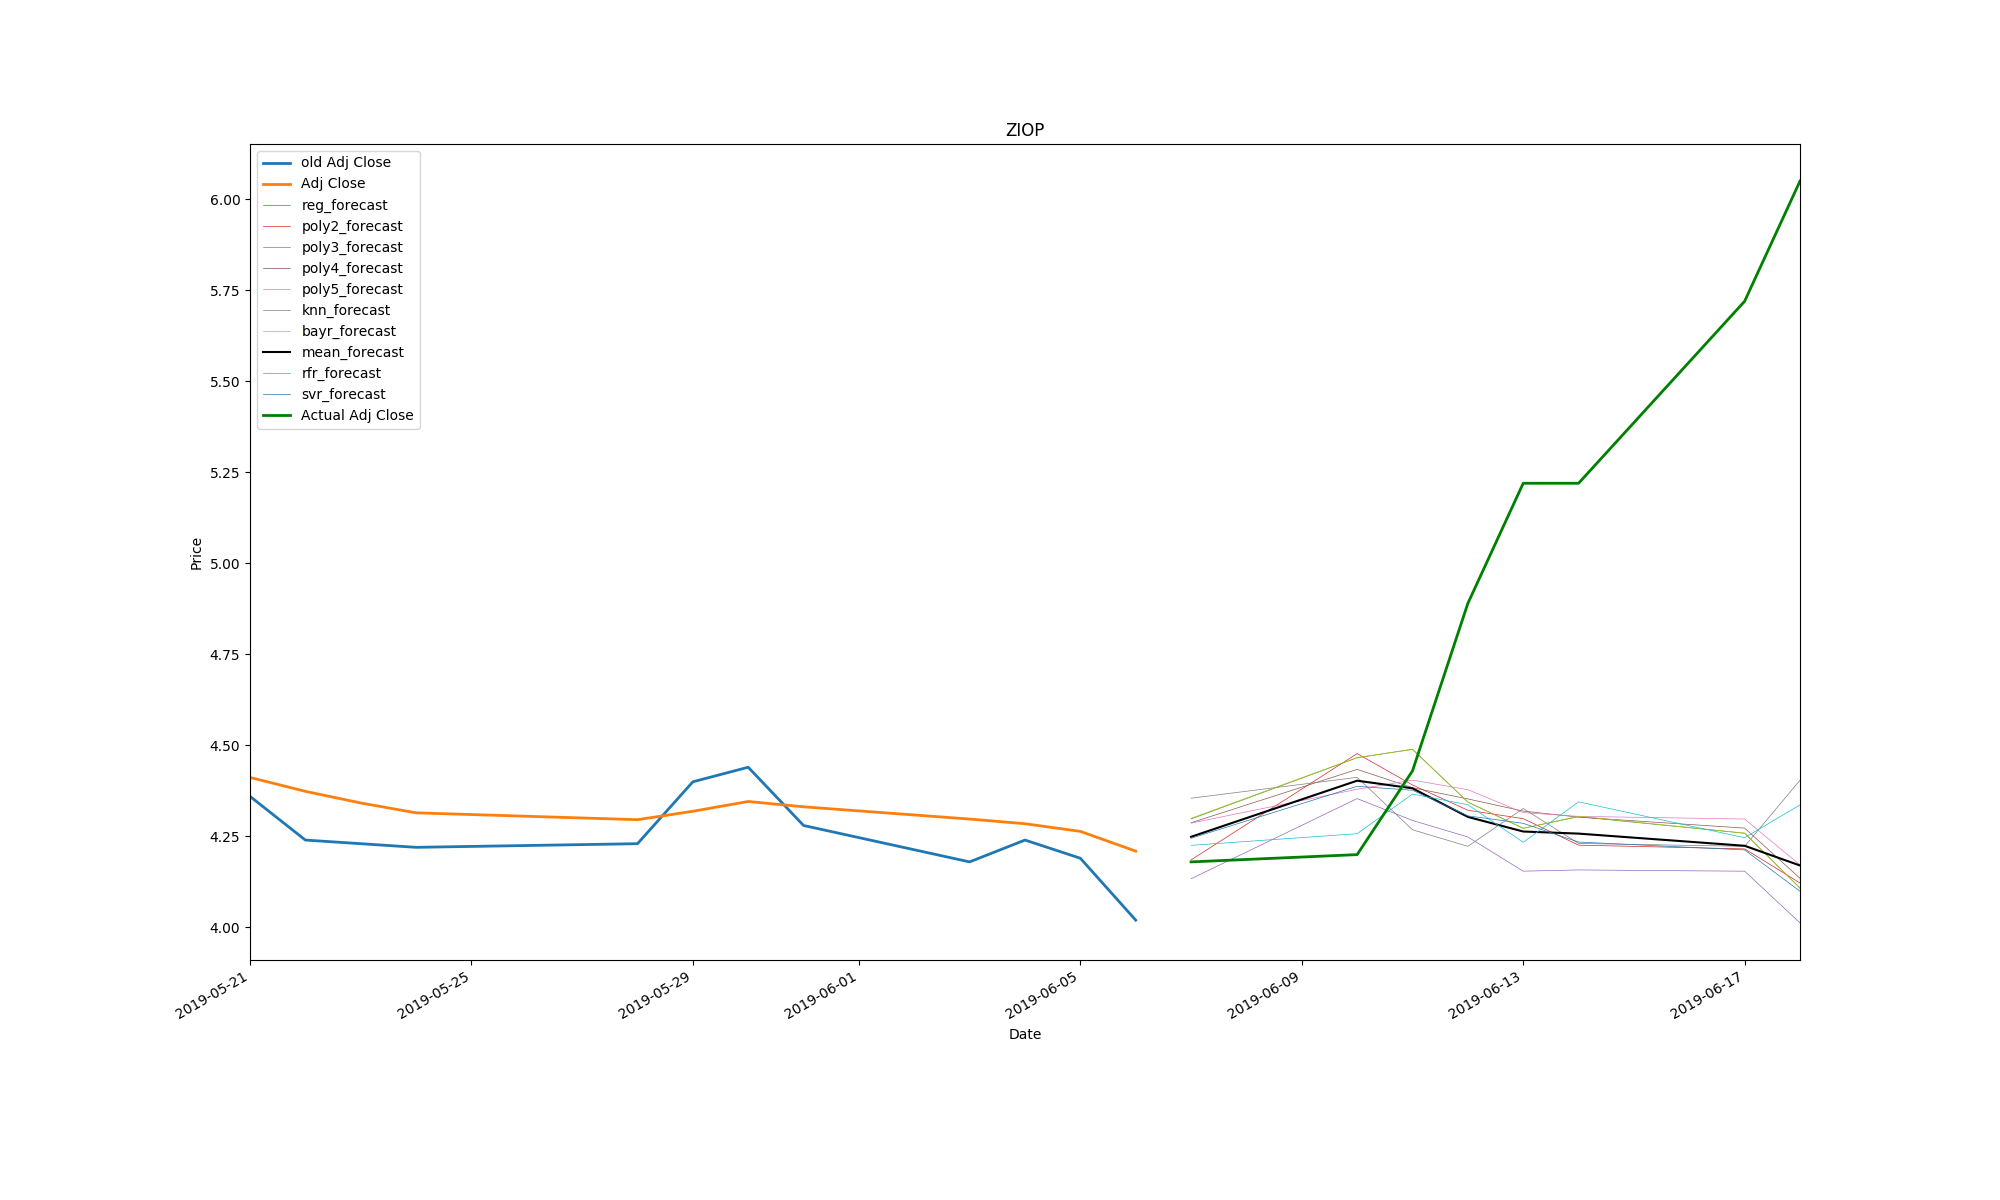 ZIOP
old Adj Close
Adj Close
reg_forecast
poly2_forecast
poly3_forecast
poly4_forecast
poly5_forecast
knn_forecast
bayr_forecast
mean_forecast
rfr_forecast
svr_forecast
Actual Adj Close
6.00
5.75
5.50
5.25
5.00
4.75
4.50
4.25
4.00
Price
2019-05-21
2019-05-25
2019-05-29
2019-06-01
2019-06-05
2019-06-09
2019-06-13
2019-06-17
Date